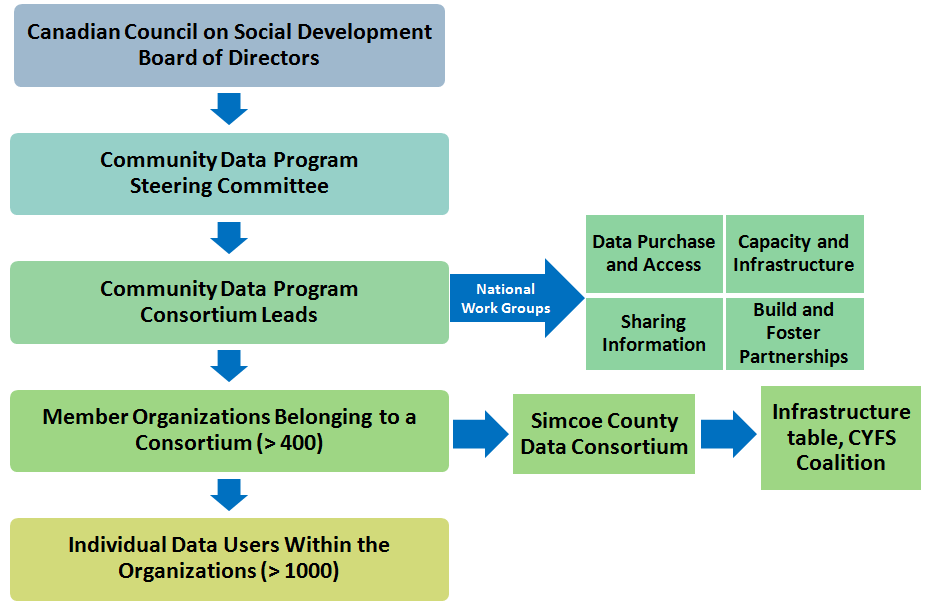 Canadian Council on Social Development
Board of Directors
Community Data Program
Steering Committee
Community Data Program
Consortium Leads
National
Work Groups
Data Purchase
and Access
Capacity and
Infrastructure
Sharing
Information
Build and
Foster
Partnerships
Member Organizations Belonging to a
Consortium (> 400)
Simcoe County
Data Consortium
Infrastructure
table, CYFS
Coalition
Individual Data Users Within the
Organizations (> 1000)